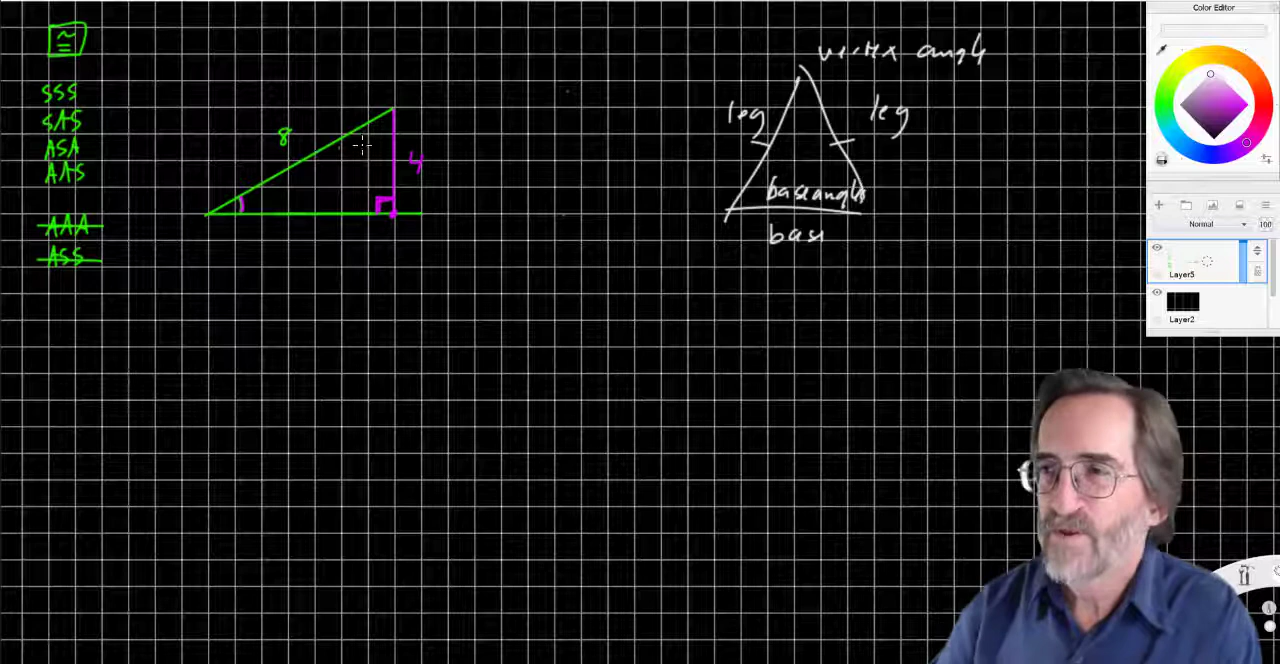 ≅
SSS
SAS
ASA
AAS
AAA
ASS
8
4
vertex angle
leg
leg
base angles
base
Color Editor
Normal
100
Layer5
Layer2